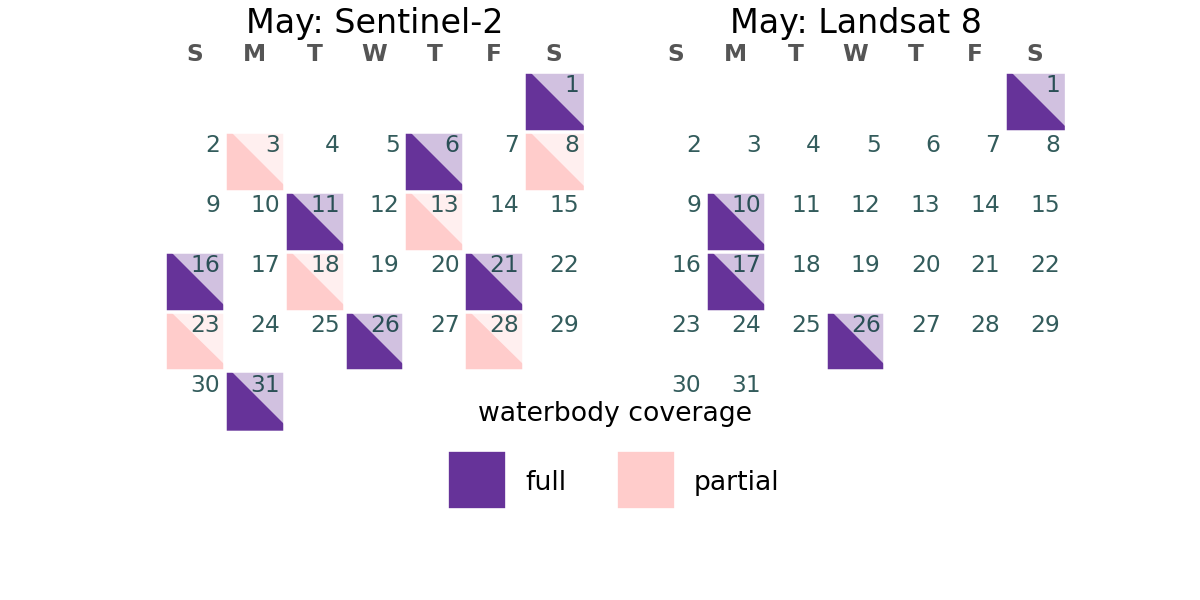 May: Sentinel-2
S M T W T F S
1
2 3 4 5 6 7 8
9 10 11 12 13 14 15
16 17 18 19 20 21 22
23 24 25 26 27 28 29
30 31
May: Landsat 8
S M T W T F S
1
2 3 4 5 6 7 8
9 10 11 12 13 14 15
16 17 18 19 20 21 22
23 24 25 26 27 28 29
30 31
waterbody coverage
full partial